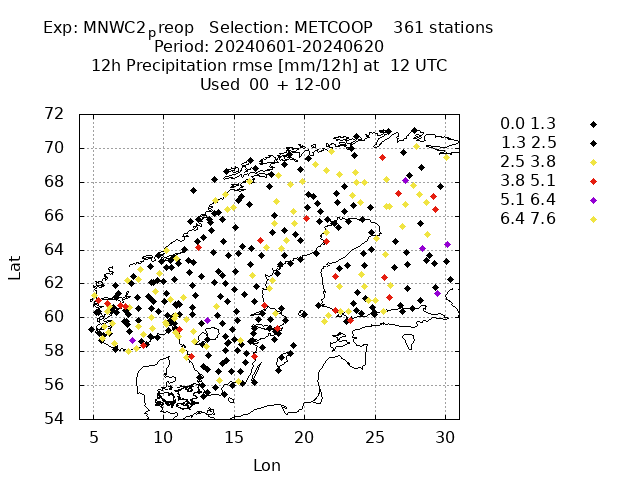 Exp: MNWC2preop   Selection: METCOOP    361 stations
Period: 20240601-20240620
12h Precipitation rmse [mm/12h] at  12 UTC
Used  00 + 12-00
72
70
68
66
64
62
60
58
56
54
5 10 15 20 25 30
Lat
Lon
0.0 1.3
1.3 2.5
2.5 3.8
3.8 5.1
5.1 6.4
6.4 7.6